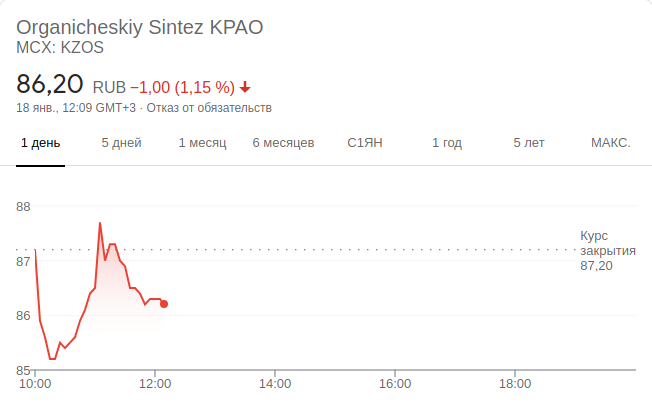 Organicheskiy Sintez KPAO
MCX: KZOS
86,20 RUB −1,00 (1,15 %)
18 янв., 12:09 GMT+3 · Отказ от обязательств
1 день 5 дней 1 месяц 6 месяцев С1ЯН 1 год 5 лет МАКС.
88
Курс
закрытия
87
87,20
86
85
10:00 12:00 14:00 16:00 18:00